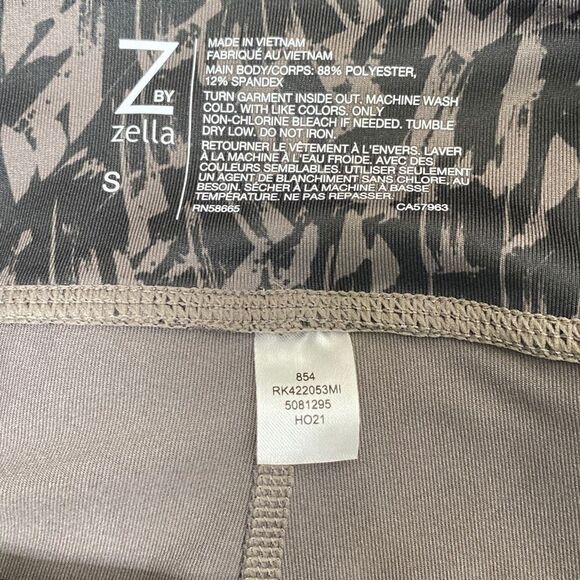 Z
BY
zella
S
MADE IN VIETNAM
FABRIQUÉ AU VIETNAM
MAIN BODY/CORPS: 88% POLYESTER,
12% SPANDEX
TURN GARMENT INSIDE OUT. MACHINE WASH
COLD, WITH LIKE COLORS. ONLY
NON-CHLORINE BLEACH IF NEEDED. TUMBLE
DRY LOW. DO NOT IRON.
RETOURNER LE VÊTEMENT À L'ENVERS. LAVER
À LA MACHINE À L'EAU FROIDE, AVEC DES
COULEURS SEMBLABLES. UTILISER SEULEMENT
UN AGENT DE BLANCHIMENT SANS CHLORE, AU
BESOIN. SÉCHER À LA MACHINE À BASSE
TEMPÉRATURE. NE PAS REPASSER.
RN58665 CA57963
854
RK422053MI
5081295
HO21